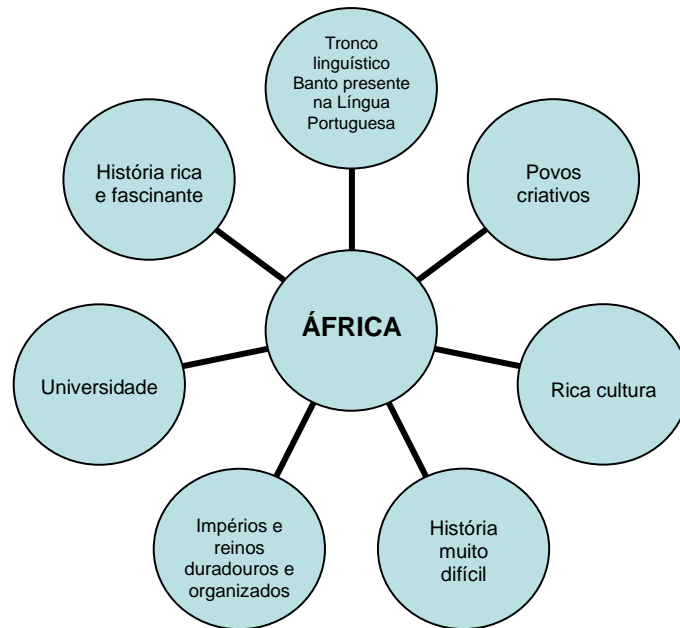 Tronco
linguístico
Banto presente
na Língua
Portuguesa
História rica
e fascinante
Povos
criativos
ÁFRICA
Universidade
Rica cultura
Impérios e
reinos
duradouros e
organizados
História
muito
difícil